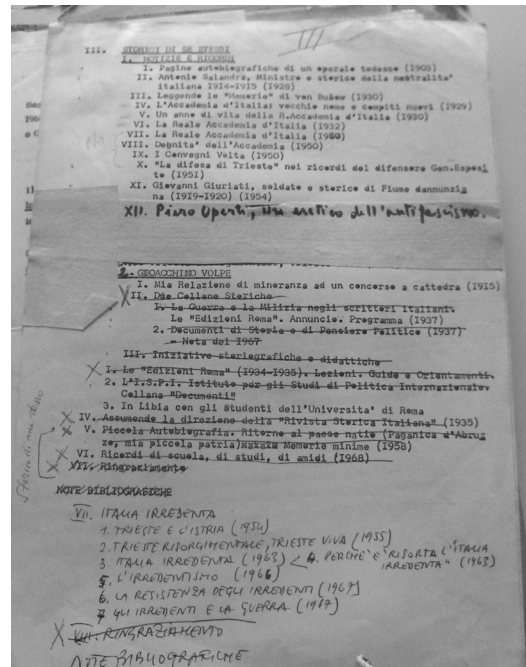 III
III. STORICI DI SE STESSI
1. NOTIZIE E RICORDI
I. Pagine autobiografiche di un operaio tedesco (1903)
II. Antonio Salandra, Ministro e storico della neutralita'
italiana 1914-1915 (1928)
III. Leggendo le "Memorie" di von Bulow (1930)
IV. L'Accademia d'Italia: vecchie name e compiti nuovi (1929)
V. Un anno di vita della R.Accademia d'Italia (1930)
VI. La Reale Accademia d'Italia (1932)
VII. La Reale Accademia d'Italia
VIII. Degnita' dell'Accademia (1950)
IX. I Convegni Volta (1950)
X. "La difesa di Trieste" nei ricordi del difensore Gen.Esposi
to (1951)
XI. Giovanni Giuriati, soldato e storico di Fiume dannunzia
na (1919-1920) (1954)
XII. Piero Operti, un eretico dell'antifascismo.
2. GIOACCHINO VOLPE
I. Mia Relazione di minoranza ad un concorso a cattedra (1915)
II. Due Collane Storiche
1. La Guerra e la Milizia negli scrittori italiani.
Le "Edizioni Roma". Annuncio. Programma (1937)
2. Documenti di Storia e di Pensiero Politico (1937)
- Nota del 1967
III. Iniziative storiografiche e didattiche
1. Le "Edizioni Roma" (1934-1935). Lezioni. Guide e Orientamenti.
2. L'I.S.P.I. Istituto per gli Studi di Politica Internazionale.
Collana "Documenti"
3. In Libia con gli studenti dell'Universita' di Roma
IV. Assumendo la direzione della "Rivista Storica Italiana" (1935)
V. Piccola Autobiografia. Ritorno al paese natio (Paganica d'Abruz
zo, mia piccola patria) Memorie minime (1958)
VI. Ricordi di scuola, di studi, di amici (1968)
VII. Ringraziamento
NOTE BIBLIOGRAFICHE
VII. ITALIA IRREDENTA
1. TRIESTE E L'ISTRIA (1954)
2. TRIESTE RISORGIMENTALE, TRIESTE VIVA (1955)
3. ITALIA IRREDENTA (1963) < 4. PERCHÉ È "RISORTA L'ITALIA
IRREDENTA" (1963)
5. L'IRREDENTISMO (1966)
6. LA RESISTENZA DEGLI IRREDENTI (1967)
7 GLI IRREDENTI E LA GUERRA (1967)
VIII. RINGRAZIAMENTO
NOTE BIBLIOGRAFICHE